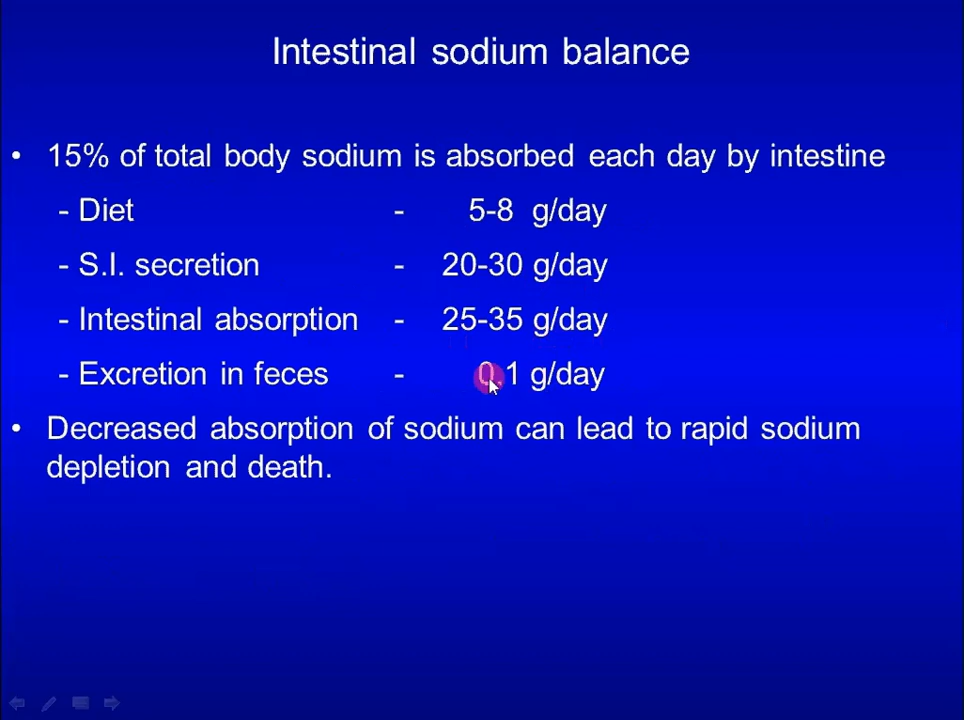 Intestinal sodium balance
• 15% of total body sodium is absorbed each day by intestine
- Diet - 5-8 g/day
- S.I. secretion - 20-30 g/day
- Intestinal absorption - 25-35 g/day
- Excretion in feces - 0.1 g/day
• Decreased absorption of sodium can lead to rapid sodium
depletion and death.